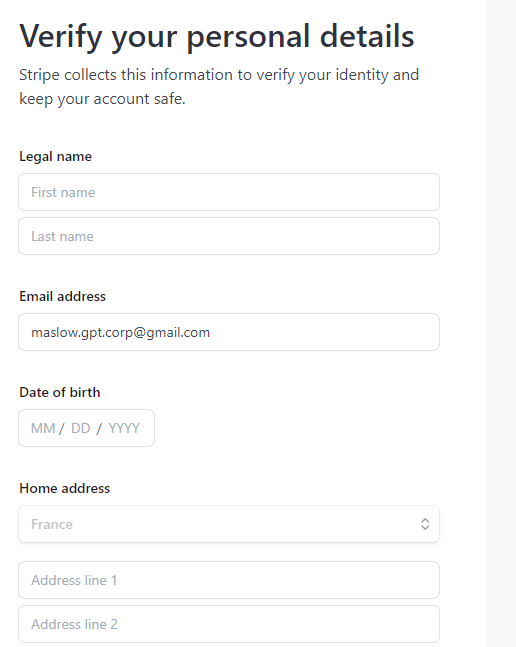 Verify your personal details
Stripe collects this information to verify your identity and
keep your account safe.
Legal name
First name
Last name
Email address
maslow.gpt.corp@gmail.com
Date of birth
MM / DD / YYYY
Home address
France
Address line 1
Address line 2